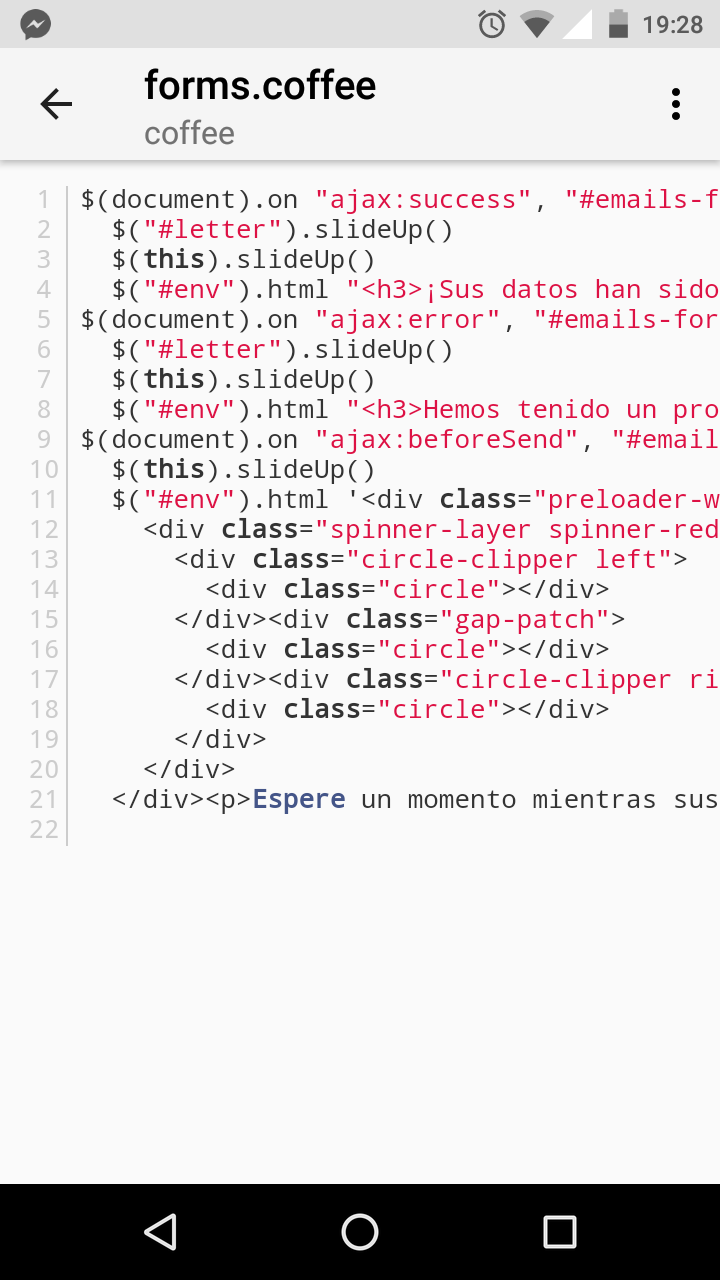 19:28
forms.coffee
coffee
1 $(document).on "ajax:success", "#emails-f
2 $("#letter").slideUp()
3 $(this).slideUp()
4 $("#env").html "<h3>¡Sus datos han sido
5 $(document).on "ajax:error", "#emails-for
6 $("#letter").slideUp()
7 $(this).slideUp()
8 $("#env").html "<h3>Hemos tenido un pro
9 $(document).on "ajax:beforeSend", "#email
10 $(this).slideUp()
11 $("#env").html '<div class="preloader-w
12 <div class="spinner-layer spinner-red
13 <div class="circle-clipper left">
14 <div class="circle"></div>
15 </div><div class="gap-patch">
16 <div class="circle"></div>
17 </div><div class="circle-clipper ri
18 <div class="circle"></div>
19 </div>
20 </div>
21 </div><p>Espere un momento mientras sus
22